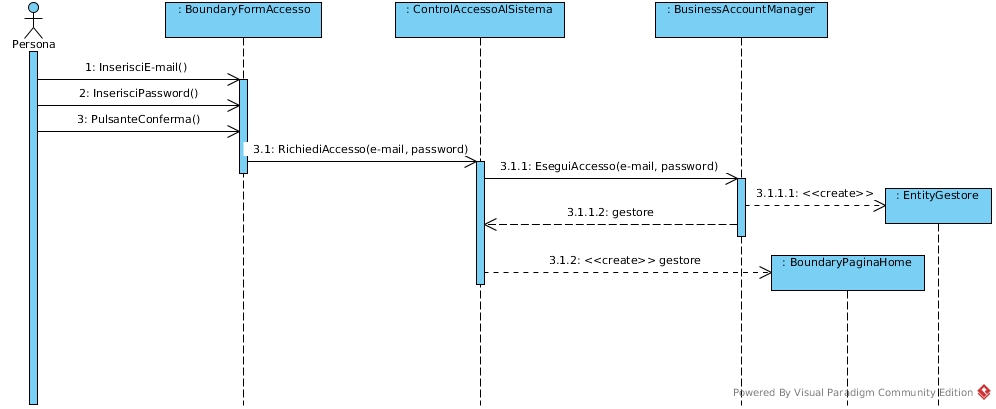 : BoundaryFormAccesso
: ControlAccessoAlSistema
: BusinessAccountManager
Persona
1: InserisciE-mail()
2: InserisciPassword()
3: PulsanteConferma()
3.1: RichiediAccesso(e-mail, password)
3.1.1: EseguiAccesso(e-mail, password)
3.1.1.1: <<create>>
: EntityGestore
3.1.1.2: gestore
3.1.2: <<create>> gestore
: BoundaryPaginaHome
Powered By Visual Paradigm Community Edition